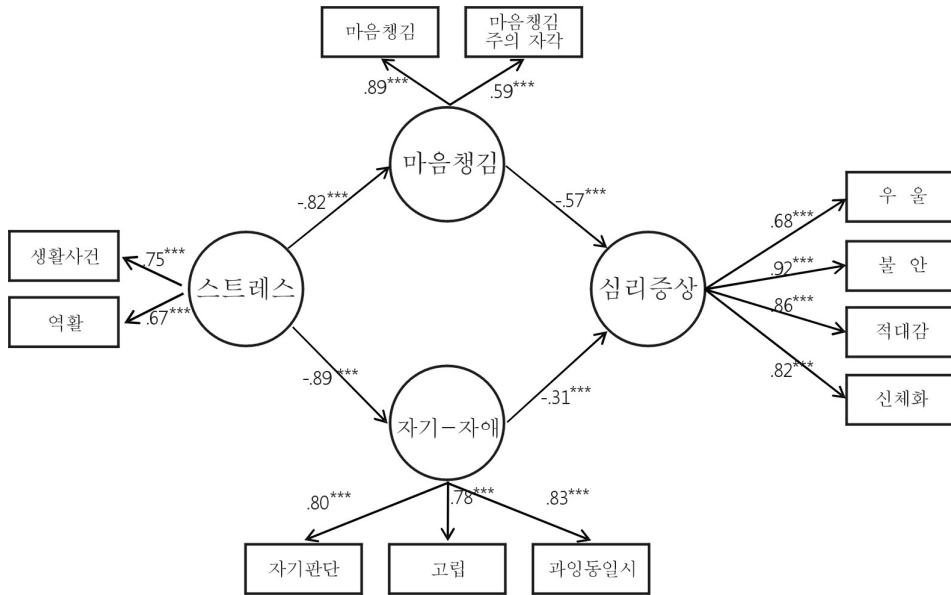 마음챙김
마음챙김
주의 자각
.89***
.59***
마음챙김
-.82***
-.57***
우 울
.68***
생활사건
.75***
스트레스
심리증상
불 안
.92***
역활
.67***
적대감
.86***
-.89 ***
-.31***
신체화
.82***
자기-자애
.80***
.78***
.83***
자기판단
고립
과잉동일시